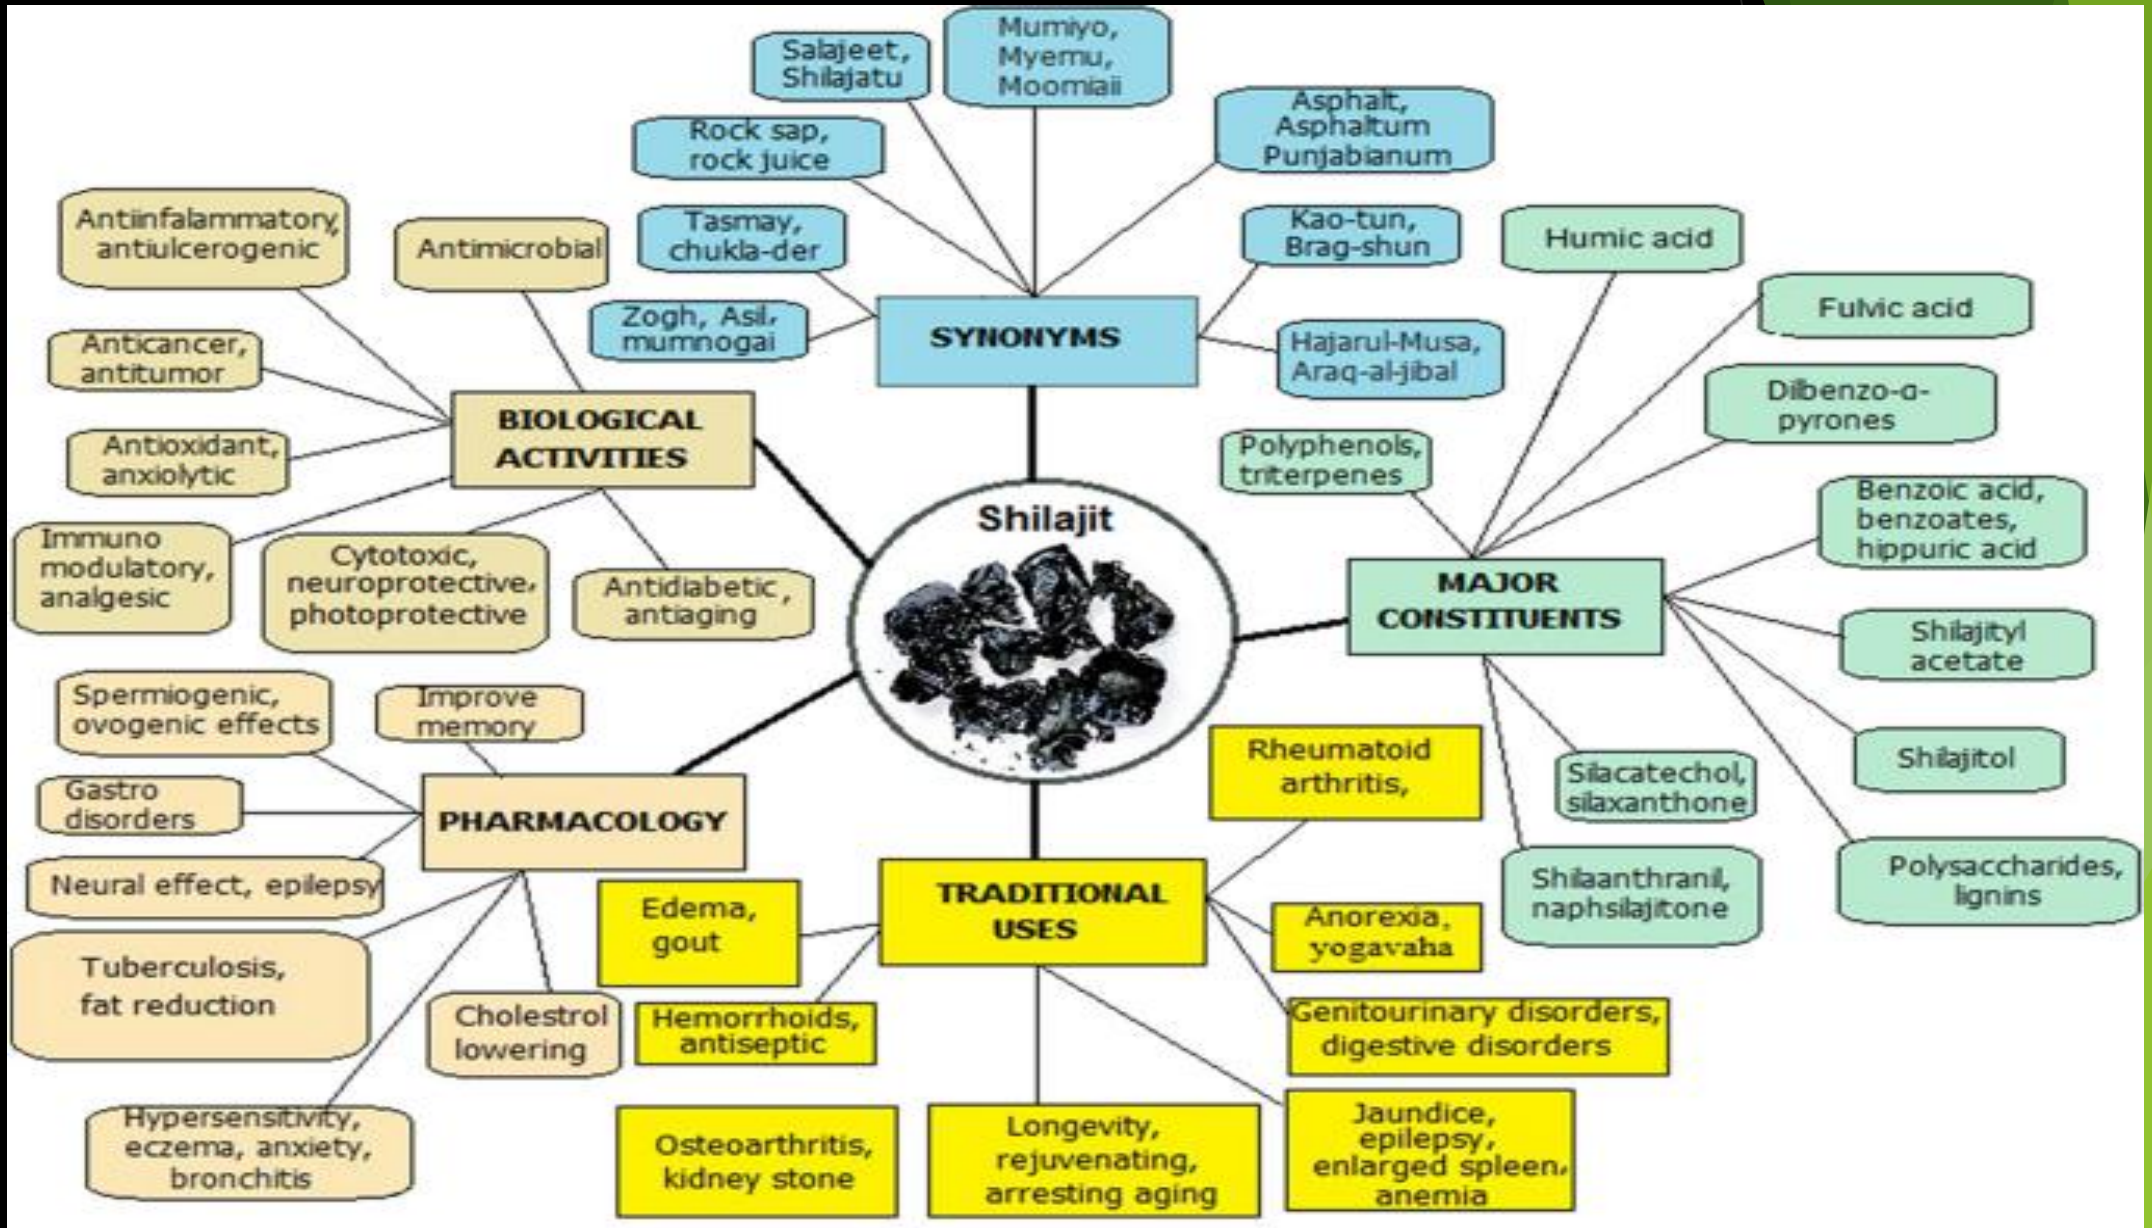 Mumiyo,
Myemu,
Moomiaii
Salajeet,
Shilajatu
Asphalt,
Asphaltum
Punjabianum
Rock sap,
rock juice
Tasmay,
chukla-der
Kao-tun,
Brag-shun
Zogh, Asil,
mumnogai
SYNONYMS
Hajarul-Musa,
Araq-al-jibal
Antiinfalammatory,
antiulcerogenic
Antimicrobial
Anticancer,
antitumor
BIOLOGICAL
ACTIVITIES
Antioxidant,
anxiolytic
Immuno
modulatory,
analgesic
Cytotoxic,
neuroprotective,
photoprotective
Antidiabetic,
antiaging
Shilajit
Humic acid
Fulvic acid
Dilbenzo-α-
pyrones
Polyphenols,
triterpenes
Benzoic acid,
benzoates,
hippuric acid
MAJOR
CONSTITUENTS
Shilajityl
acetate
Shilajitol
Silacatechol,
silaxanthone
Shilaanthranil,
naphsilajitone
Polysaccharides,
lignins
Spermiogenic,
ovogenic effects
Improve
memory
Gastro
disorders
PHARMACOLOGY
Neural effect, epilepsy
Tuberculosis,
fat reduction
Cholestrol
lowering
Hypersensitivity,
eczema, anxiety,
bronchitis
Rheumatoid
arthritis,
TRADITIONAL
USES
Edema,
gout
Anorexia,
yogavaha
Hemorrhoids,
antiseptic
Genitourinary disorders,
digestive disorders
Osteoarthritis,
kidney stone
Longevity,
rejuvenating,
arresting aging
Jaundice,
epilepsy,
enlarged spleen,
anemia